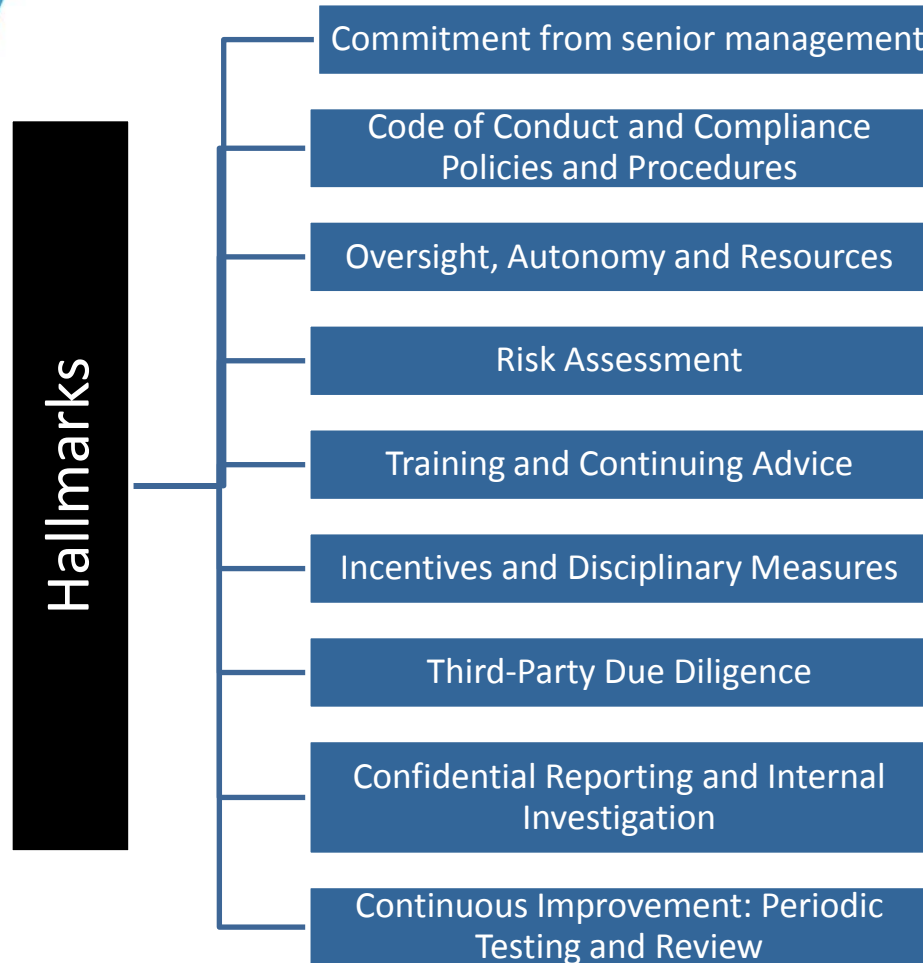 Hallmarks
Commitment from senior management
Code of Conduct and Compliance
Policies and Procedures
Oversight, Autonomy and Resources
Risk Assessment
Training and Continuing Advice
Incentives and Disciplinary Measures
Third-Party Due Diligence
Confidential Reporting and Internal
Investigation
Continuous Improvement: Periodic
Testing and Review